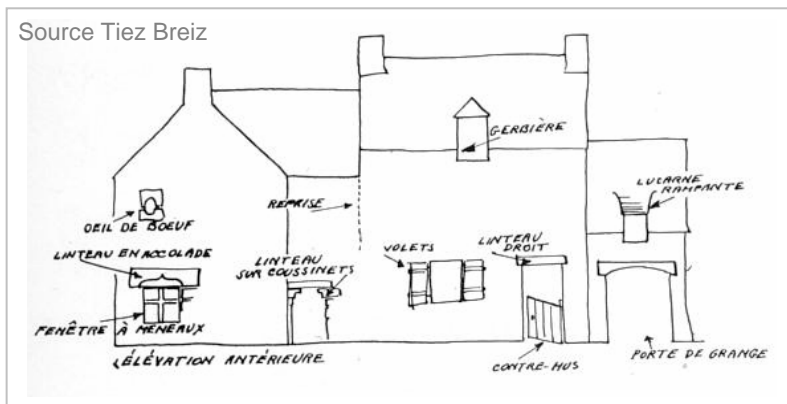 Source Tiez Breiz
GERBIÈRE
LUCARNE
RAMPANTE
REPRISE
OEIL DE BOEUF
LINTEAU EN ACCOLADE
LINTEAU
SUR COUSSINETS
VOLETS
LINTEAU
DROIT
FENÊTRE À MENEAUX
ÉLÉVATION ANTÉRIEURE
CONTRE-HUS
PORTE DE GRANGE